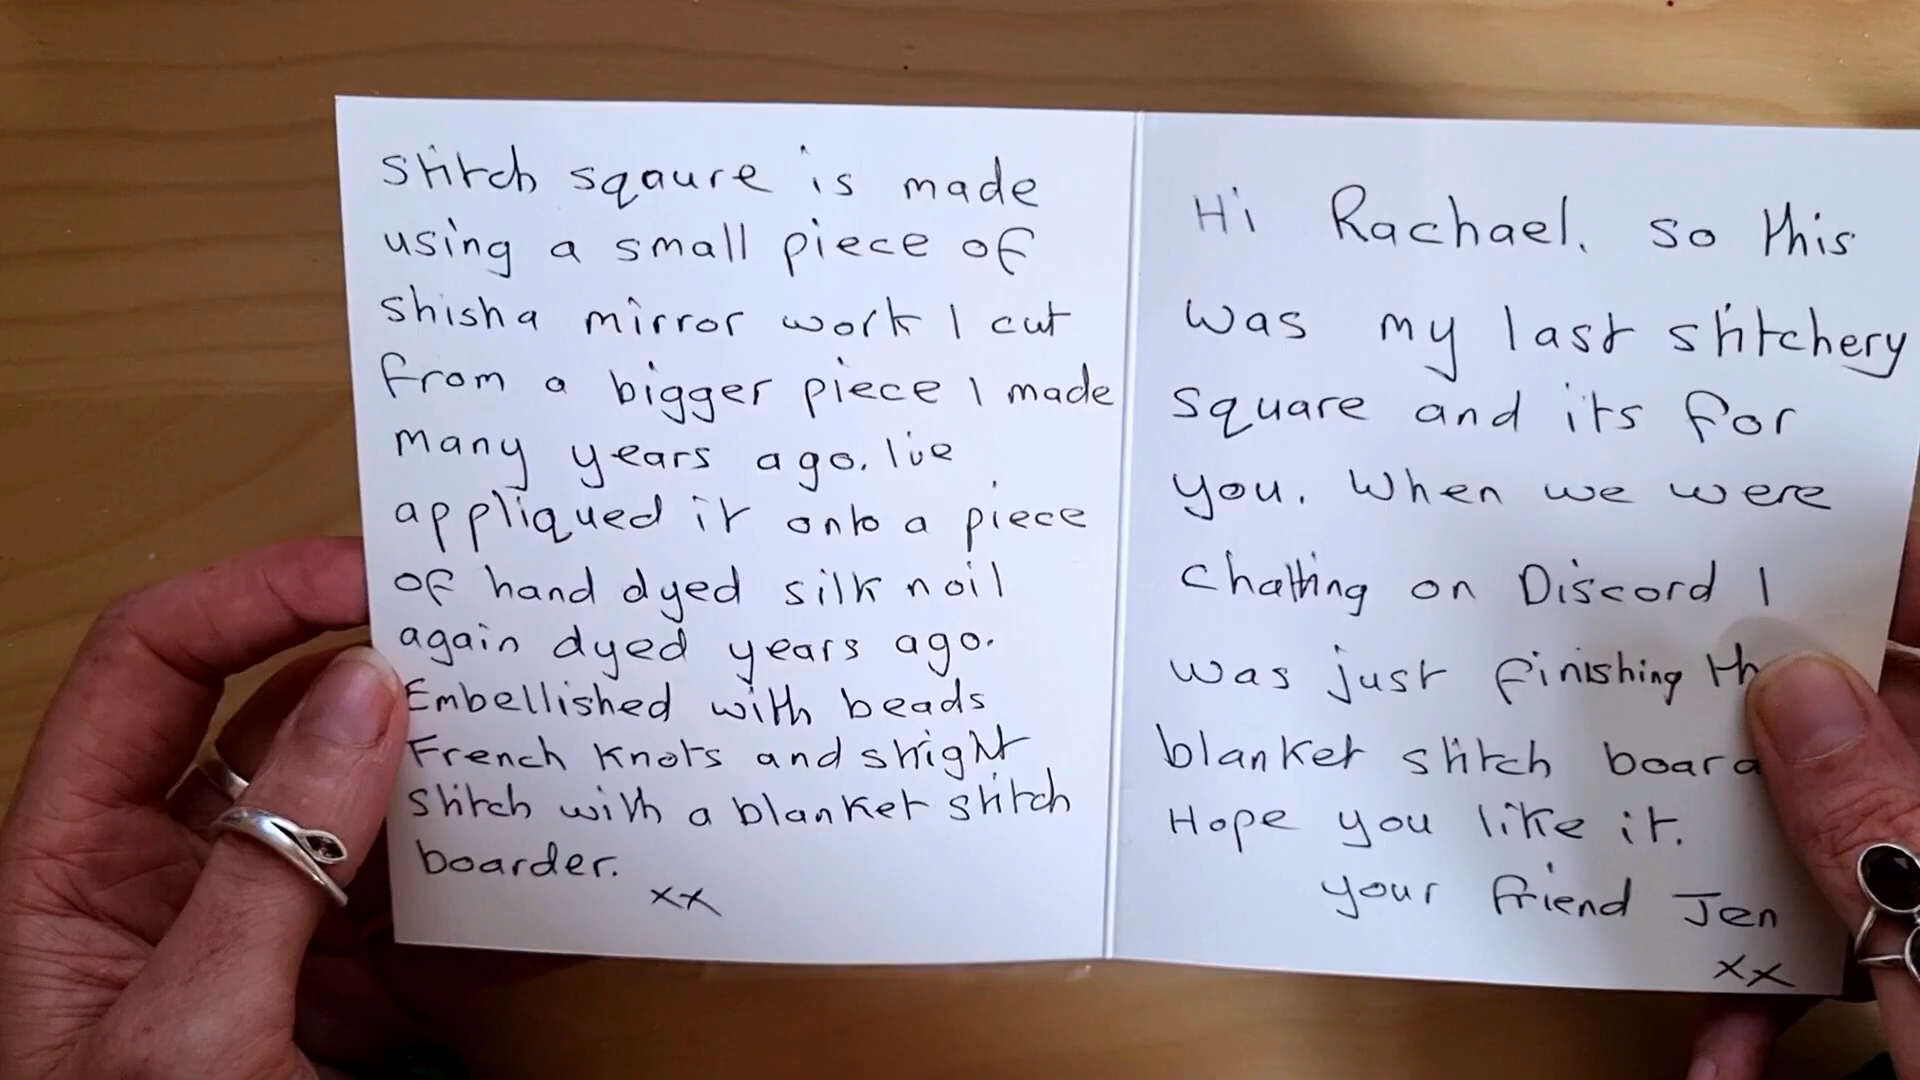 Stitch sqaure is made
using a small piece of
shisha mirror work I cut
from a bigger piece I made
many years ago. I've
appliqued it onto a piece
of hand dyed silk noil
again dyed years ago.
Embellished with beads
French knots and stright
stitch with a blanket stitch
boarder.
xx
Hi Rachael. so this
was my last stitchery
square and its for
you. When we were
chatting on Discord I
was just finishing
blanket stitch
Hope you like it.
your friend Jen
xx